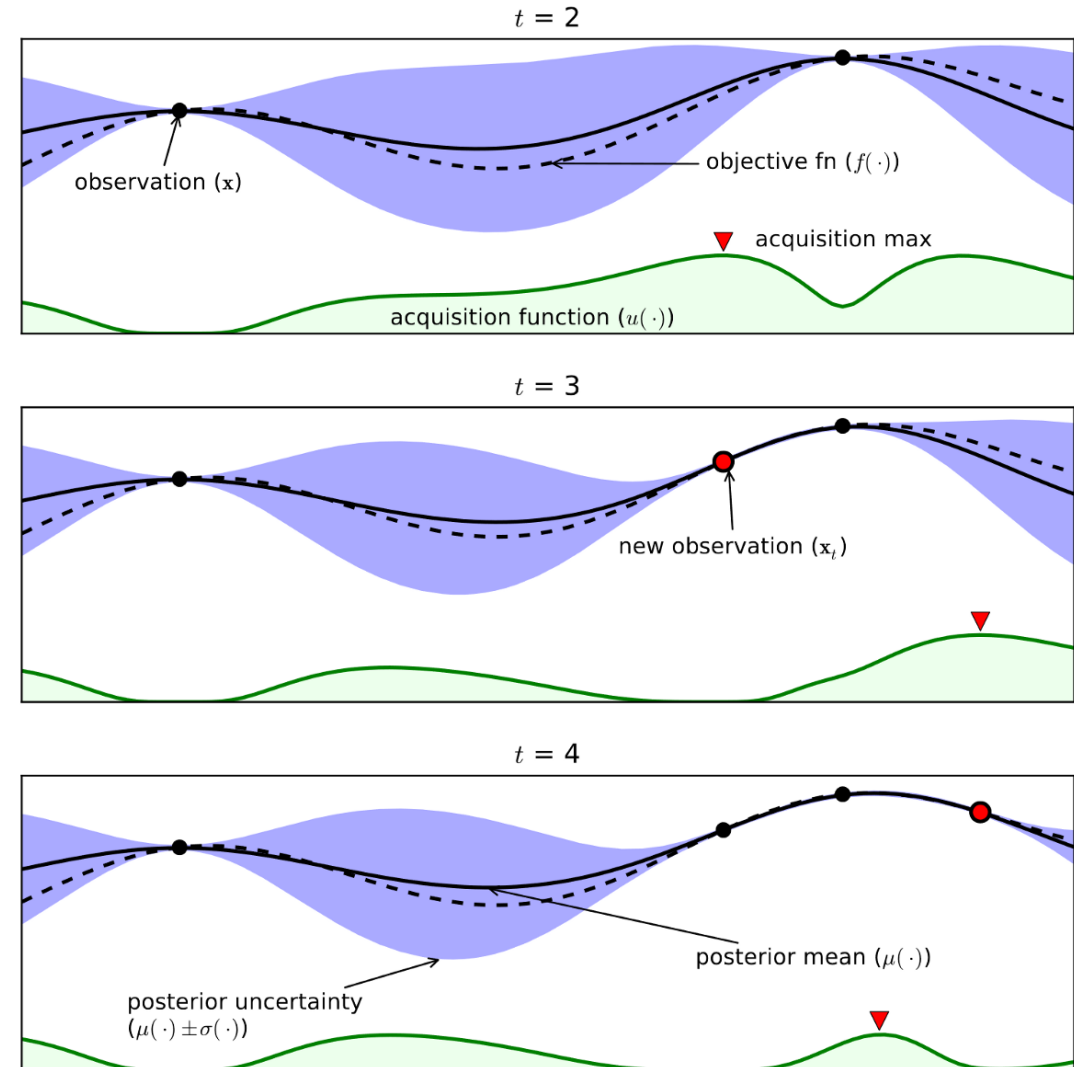 t = 2
observation (x)
objective fn (f(·))
acquisition max
acquisition function (u(·))
t = 3
new observation (xₜ)
t = 4
posterior mean (μ(·))
posterior uncertainty
(μ(·) ±σ(·))